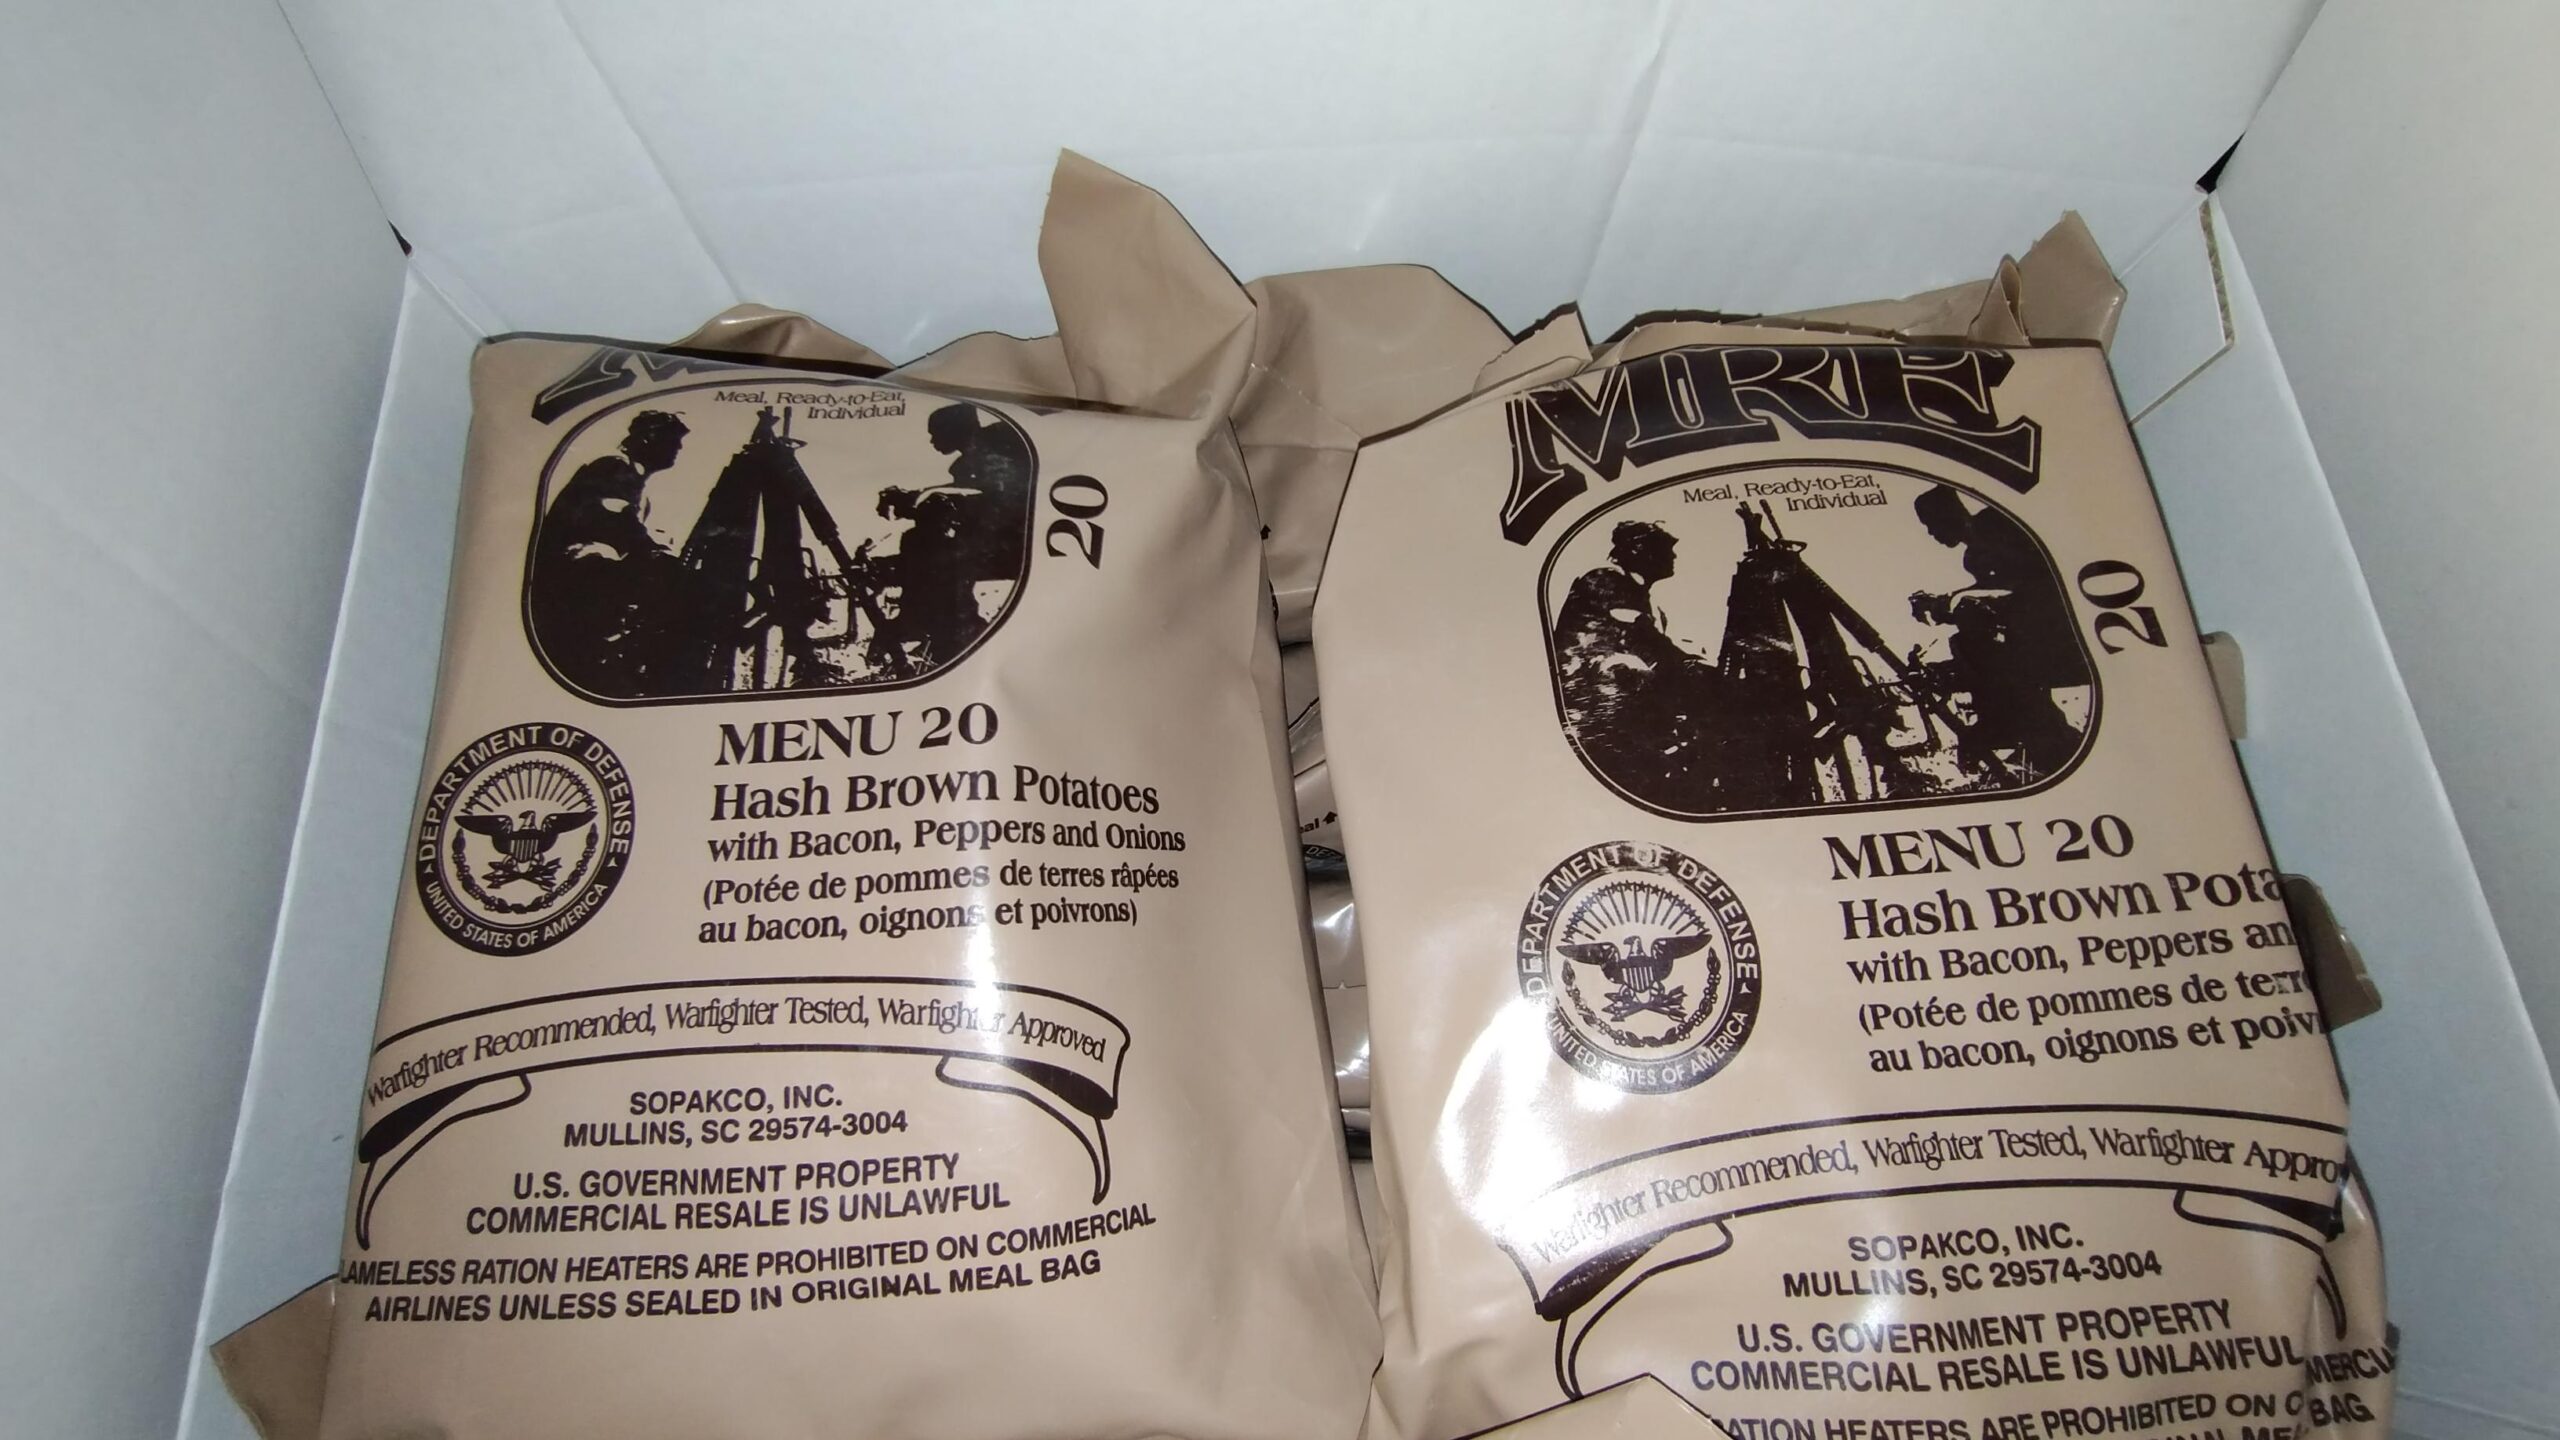 Meal, Ready-to-Eat,
Individual
20
MENU 20
Hash Brown Potatoes
with Bacon, Peppers and Onions
(Potée de pommes de terres râpées
au bacon, oignons et poivrons)
DEPARTMENT OF DEFENSE
UNITED STATES OF AMERICA
Warfighter Recommended, Warfighter Tested, Warfighter Approved
SOPAKCO, INC.
MULLINS, SC 29574-3004
U.S. GOVERNMENT PROPERTY
COMMERCIAL RESALE IS UNLAWFUL
LAMELESS RATION HEATERS ARE PROHIBITED ON COMMERCIAL
AIRLINES UNLESS SEALED IN ORIGINAL MEAL BAG
MRE
Meal, Ready-to-Eat,
Individual
20
MENU 20
Hash Brown Pota
with Bacon, Peppers an
(Potée de pommes de terr
au bacon, oignons et poiv
DEPARTMENT OF DEFENSE
UNITED STATES OF AMERICA
Warfighter Recommended, Warfighter Tested, Warfighter Appro
SOPAKCO, INC.
MULLINS, SC 29574-3004
U.S. GOVERNMENT PROPERTY
COMMERCIAL RESALE IS UNLAWFUL
RATION HEATERS ARE PROHIBITED ON
BAG